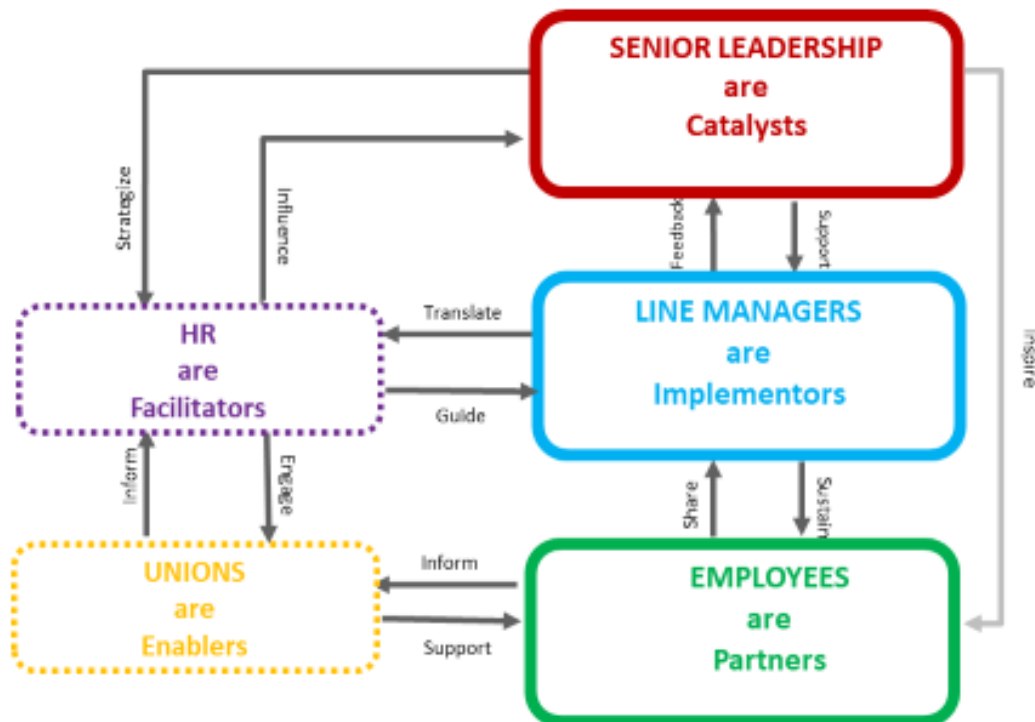 SENIOR LEADERSHIP
are
Catalysts
Strategize
Influence
Feedback
Support
HR
are
Facilitators
Translate
Guide
LINE MANAGERS
are
Implementors
Inspire
Inform
Engage
Share
Sustain
UNIONS
are
Enablers
Inform
Support
EMPLOYEES
are
Partners